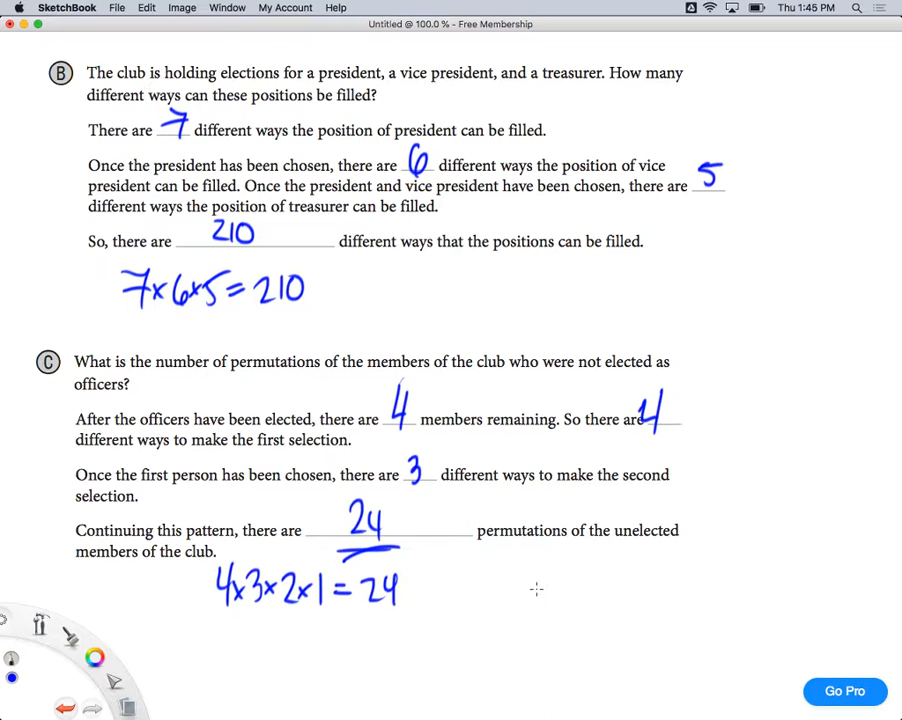 SketchBook File Edit Image Window My Account Help Thu 1:45 PM
Untitled @ 100.0 % - Free Membership
B The club is holding elections for a president, a vice president, and a treasurer. How many
different ways can these positions be filled?
There are 7 different ways the position of president can be filled.
Once the president has been chosen, there are 6 different ways the position of vice
president can be filled. Once the president and vice president have been chosen, there are 5
different ways the position of treasurer can be filled.
So, there are 210 different ways that the positions can be filled.
7x6x5=210
C What is the number of permutations of the members of the club who were not elected as
officers?
After the officers have been elected, there are 4 members remaining. So there are 4
different ways to make the first selection.
Once the first person has been chosen, there are 3 different ways to make the second
selection.
Continuing this pattern, there are 24 permutations of the unelected
members of the club.
4x3x2x1=24
Go Pro